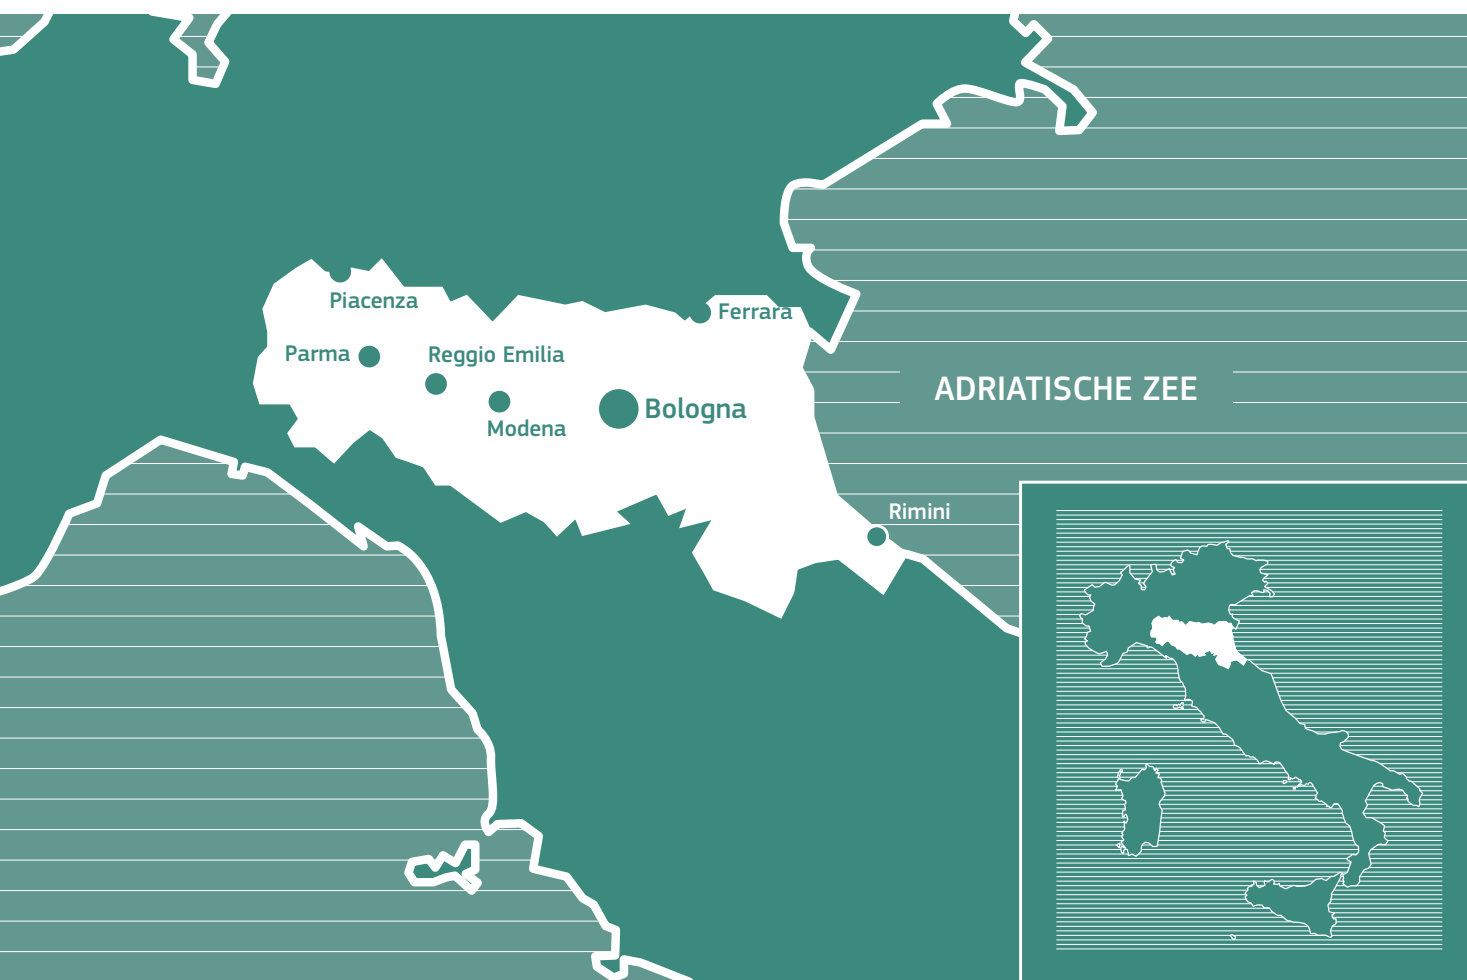 Piacenza
Ferrara
Parma
Reggio Emilia
ADRIATISCHE ZEE
Bologna
Modena
Rimini